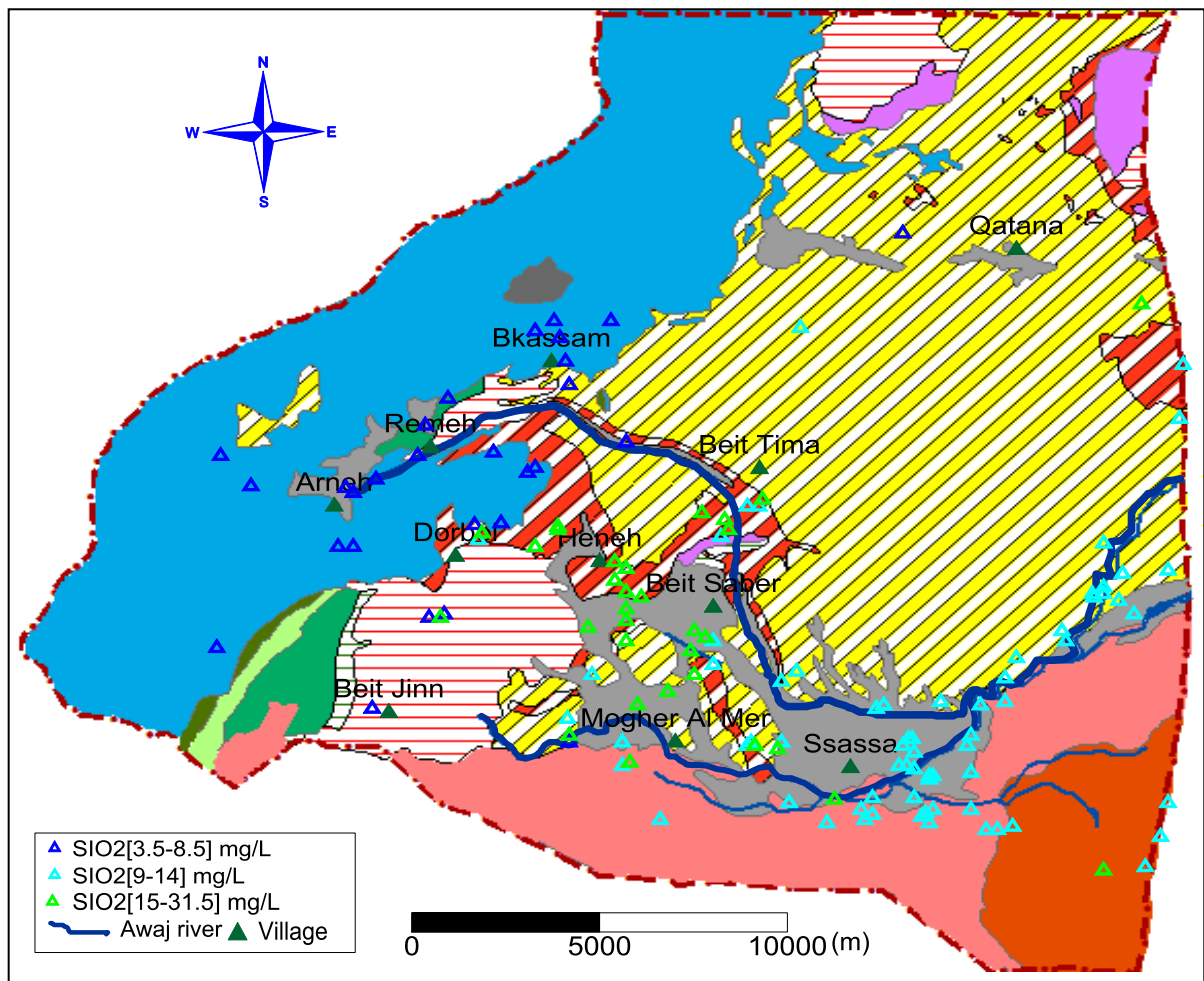 N
W
E
S
Qatana
Bkassam
Remeh
Beit Tima
Arneh
Dorbol
Heneh
Beit Saber
Beit Jinn
Mogher Al Mer
Ssassa
SIO2[3.5-8.5] mg/L
SIO2[9-14] mg/L
SIO2[15-31.5] mg/L
Awaj river
Village
0
5000
10000
(m)